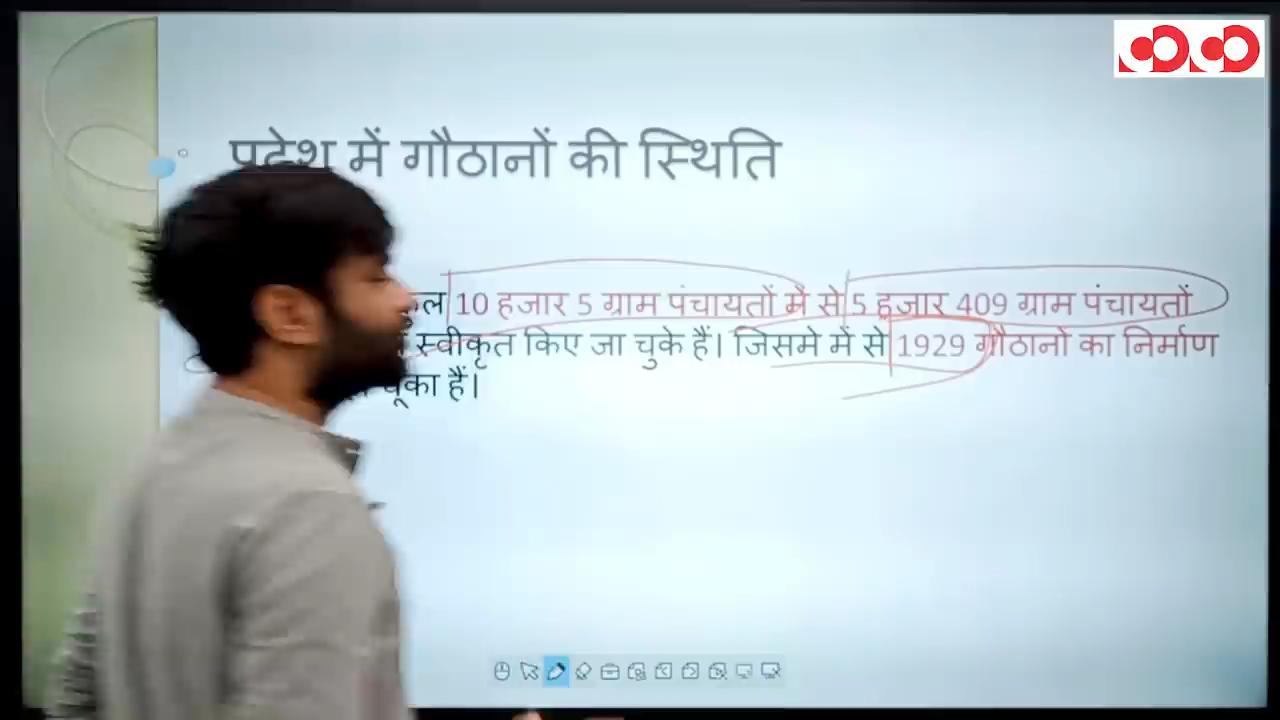 प्रदेश में गौठानों की स्थिति
कुल 10 हजार 5 ग्राम पंचायतों में से 5 हजार 409 ग्राम पंचायतों
स्वीकृत किए जा चुके हैं। जिसमे में से 1929 गौठानों का निर्माण
चूका हैं।